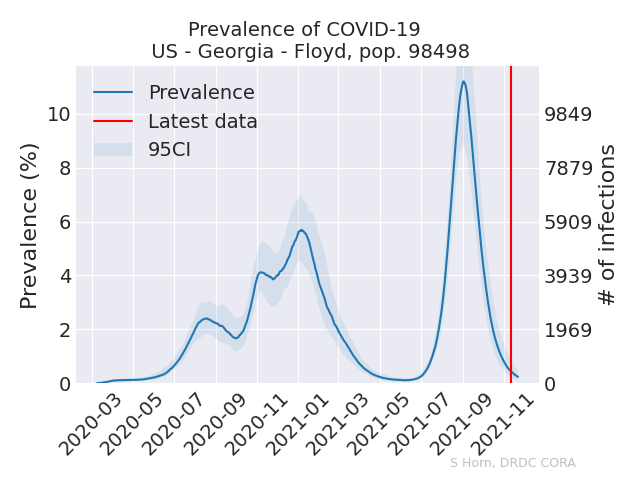 Prevalence of COVID-19
US - Georgia - Floyd, pop. 98498
Prevalence
Latest data
95CI
Prevalence (%)
10
8
6
4
2
0
9849
7879
5909
3939
1969
0
# of infections
2020-03
2020-05
2020-07
2020-09
2020-11
2021-01
2021-03
2021-05
2021-07
2021-09
2021-11
S Horn, DRDC CORA